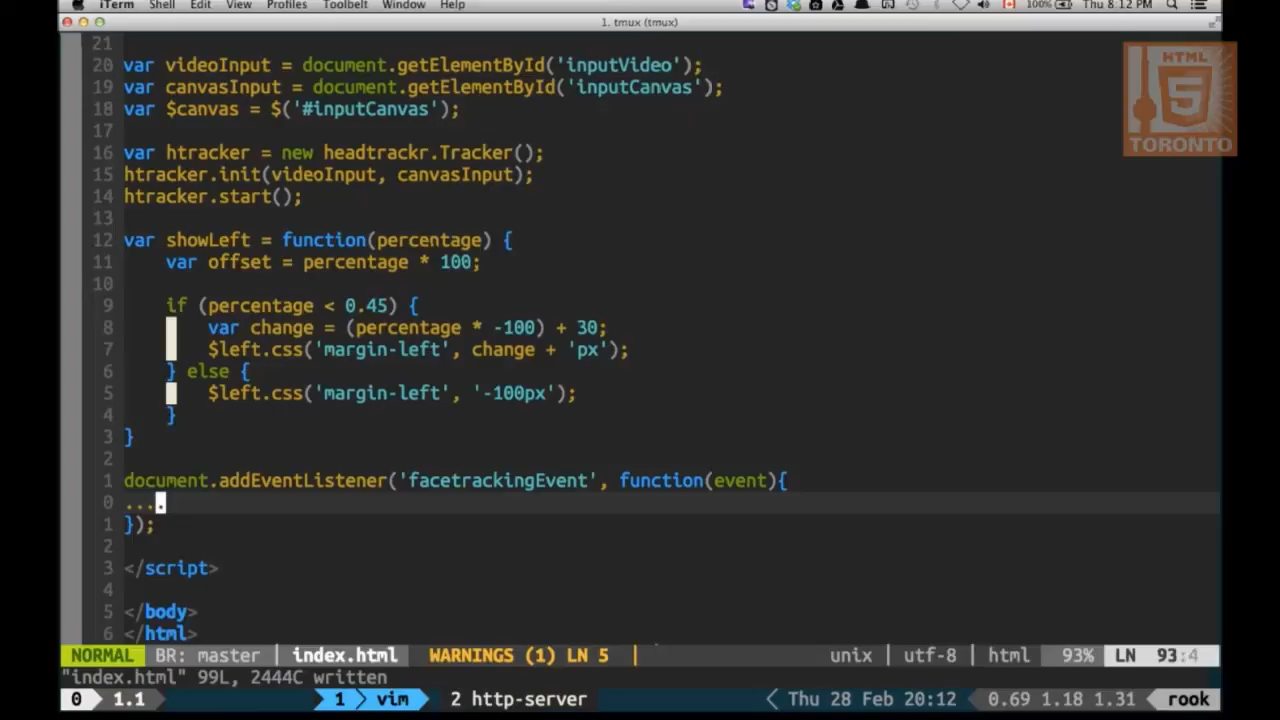 iTerm Shell Edit View Profiles Toolbelt Window Help 100% Thu 8:12 PM
1. tmux (tmux)
HTML
5
TORONTO
21
20 var videoInput = document.getElementById('inputVideo');
19 var canvasInput = document.getElementById('inputCanvas');
18 var $canvas = $('#inputCanvas');
17
16 var htracker = new headtrackr.Tracker();
15 htracker.init(videoInput, canvasInput);
14 htracker.start();
13
12 var showLeft = function(percentage) {
11 var offset = percentage * 100;
10
9 if (percentage < 0.45) {
8 var change = (percentage * -100) + 30;
7 $left.css('margin-left', change + 'px');
6 } else {
5 $left.css('margin-left', '-100px');
4 }
3 }
2
1 document.addEventListener('facetrackingEvent', function(event){
0 ....
1 });
2
3 </script>
4
5 </body>
6 </html>
NORMAL BR: master index.html WARNINGS (1) LN 5 unix utf-8 html 93% LN 93:4
"index.html" 99L, 2444C written
0 1.1 1 vim 2 http-server Thu 28 Feb 20:12 0.69 1.18 1.31 rook